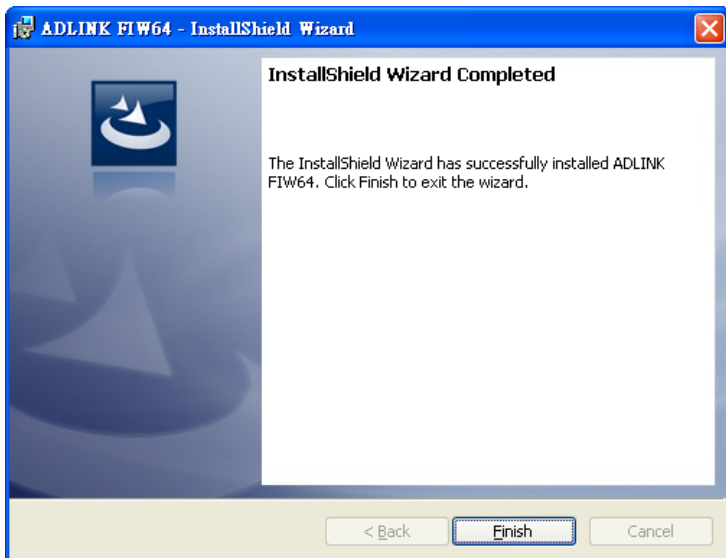 ADLINK FIW64 - InstallShield Wizard
InstallShield Wizard Completed
The InstallShield Wizard has successfully installed ADLINK
FIW64. Click Finish to exit the wizard.
< Back
Finish
Cancel